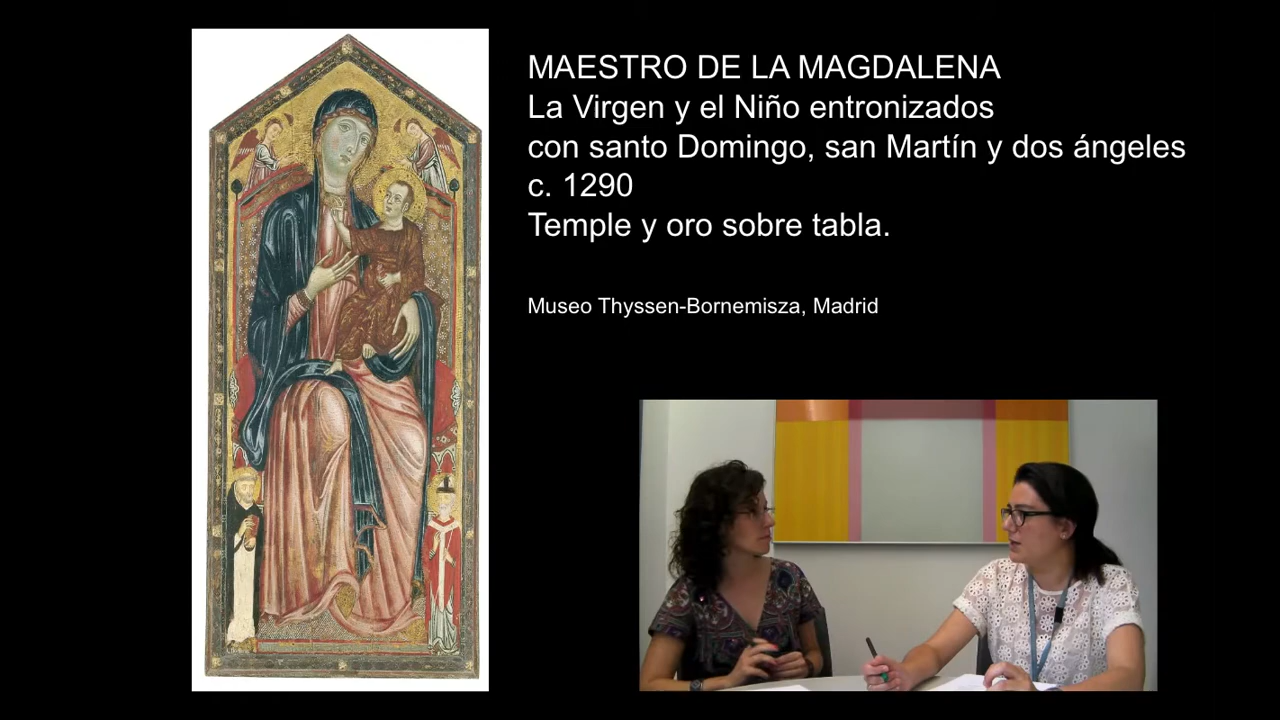 MAESTRO DE LA MAGDALENA
La Virgen y el Niño entronizados
con santo Domingo, san Martín y dos ángeles
c. 1290
Temple y oro sobre tabla.
Museo Thyssen-Bornemisza, Madrid